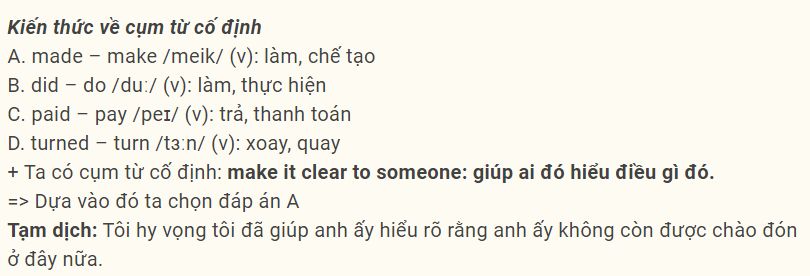 Kiến thức về cụm từ cố định
A. made – make /meik/ (v): làm, chế tạo
B. did – do /duː/ (v): làm, thực hiện
C. paid – pay /peɪ/ (v): trả, thanh toán
D. turned – turn /tɜːn/ (v): xoay, quay
+ Ta có cụm từ cố định: make it clear to someone: giúp ai đó hiểu điều gì đó.
=> Dựa vào đó ta chọn đáp án A
Tạm dịch: Tôi hy vọng tôi đã giúp anh ấy hiểu rõ rằng anh ấy không còn được chào đón
ở đây nữa.